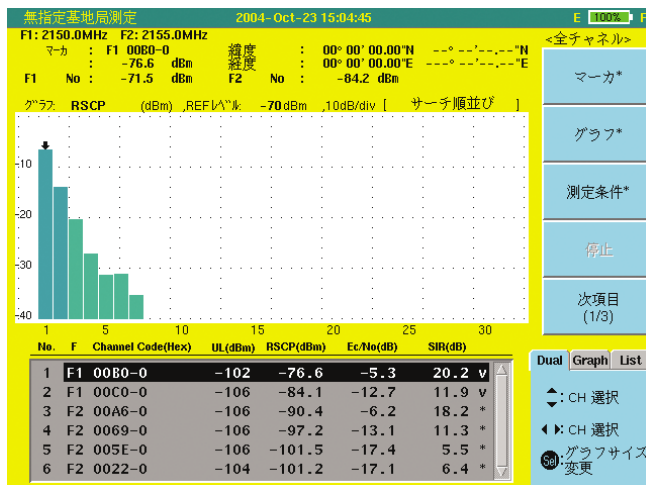 無指定基地局測定 2004-Oct-23 15:04:45 E 100% F
F1: 2150.0MHz F2: 2155.0MHz
マーカ : F1 00B0-0 緯度 : 00° 00' 00.00"N ---° --'--.--"N
: -76.6 dBm 経度 : 00° 00' 00.00"E ---° --'--.--"E
F1 No : -71.5 dBm F2 No : -84.2 dBm
グラフ: RSCP (dBm) ,REFレベル: -70dBm ,10dB/div [ サーチ順並び ]
-10
-20
-30
-40
1 5 10 15 20 25 30
No. F Channel Code(Hex) UL(dBm) RSCP(dBm) Ec/No(dB) SIR(dB)
1 F1 00B0-0 -102 -76.6 -5.3 20.2 v
2 F1 00C0-0 -106 -84.1 -12.7 11.9 v
3 F2 00A6-0 -106 -90.4 -6.2 18.2 *
4 F2 0069-0 -106 -97.2 -13.1 11.3 *
5 F2 005E-0 -106 -101.5 -17.4 5.5 *
6 F2 0022-0 -104 -101.2 -17.1 6.4 *
<全チャネル>
マーカ*
グラフ*
測定条件*
停止
次項目
(1/3)
Dual Graph List
: CH 選択
: CH 選択
Sel: グラフサイズ
変更